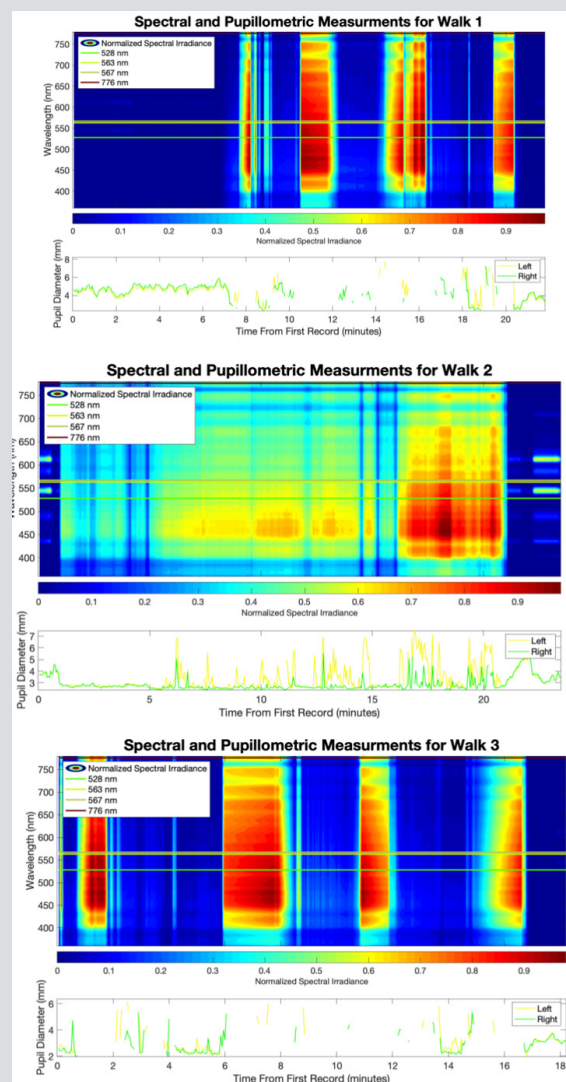 Spectral and Pupillometric Measurments for Walk 1
Normalized Spectral Irradiance
528 nm
563 nm
567 nm
776 nm
Wavelength (nm)
750
700
650
600
550
500
450
400
0 0.1 0.2 0.3 0.4 0.5 0.6 0.7 0.8 0.9
Normalized Spectral Irradiance
Pupil Diameter (mm)
8
6
4
Left
Right
0 2 4 6 8 10 12 14 16 18 20
Time From First Record (minutes)
Spectral and Pupillometric Measurments for Walk 2
Normalized Spectral Irradiance
528 nm
563 nm
567 nm
776 nm
750
700
650
600
550
500
450
400
0 0.1 0.2 0.3 0.4 0.5 0.6 0.7 0.8 0.9
Normalized Spectral Irradiance
Pupil Diameter (mm)
7
6
5
4
3
Left
Right
0 5 10 15 20
Time From First Record (minutes)
Spectral and Pupillometric Measurments for Walk 3
Normalized Spectral Irradiance
528 nm
563 nm
567 nm
776 nm
Wavelength (nm)
750
700
650
600
550
500
450
400
0 0.1 0.2 0.3 0.4 0.5 0.6 0.7 0.8 0.9
Normalized Spectral Irradiance
Pupil Diameter (mm)
6
4
2
Left
Right
0 2 4 6 8 10 12 14 16 18
Time From First Record (minutes)